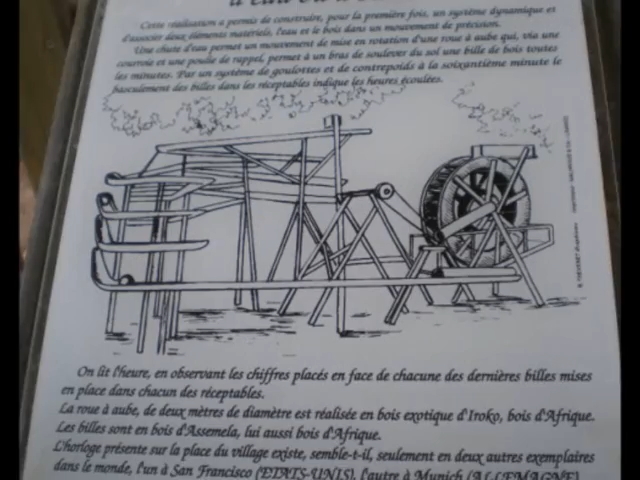 Cette réalisation a permis de construire, pour la première fois, un système dynamique et
d'associer deux éléments matériels, l'eau et le bois dans un mouvement de précision.
Une chute d'eau permet un mouvement de mise en rotation d'une roue à aube qui, via une
courroie et une poulie de rappel, permet à un bras de soulever du sol une bille de bois toutes
les minutes. Par un système de goulottes et de contrepoids à la soixantième minute le
basculement des billes dans les réceptables indique les heures écoulées.
On lit l'heure, en observant les chiffres placés en face de chacune des dernières billes mises
en place dans chacun des réceptables.
La roue à aube, de deux mètres de diamètre est réalisée en bois exotique d'Iroko, bois d'Afrique.
Les billes sont en bois d'Assemela, lui aussi bois d'Afrique.
L'horloge présente sur la place du village existe, semble-t-il, seulement en deux autres exemplaires
dans le monde, l'un à San Francisco (ETATS-UNIS), l'autre à Munich (ALLEMAGNE)